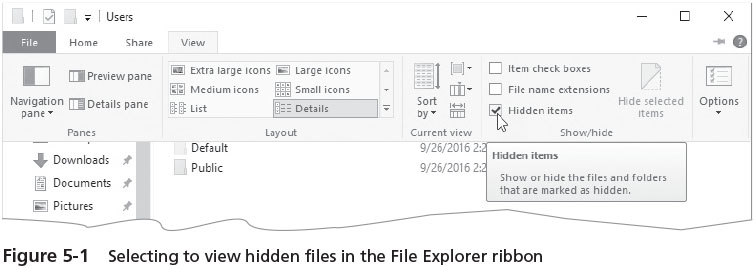 Users
File Home Share View
Navigation pane
Preview pane
Details pane
Panes
Extra large icons Large icons
Medium icons Small icons
List Details
Layout
Sort by
Current view
Item check boxes
File name extensions
Hidden items
Hide selected items
Show/hide
Options
Downloads
Documents
Pictures
Default 9/26/2016 2:2
Public 9/26/2016 2:2
Hidden items
Show or hide the files and folders
that are marked as hidden.
Figure 5-1 Selecting to view hidden files in the File Explorer ribbon